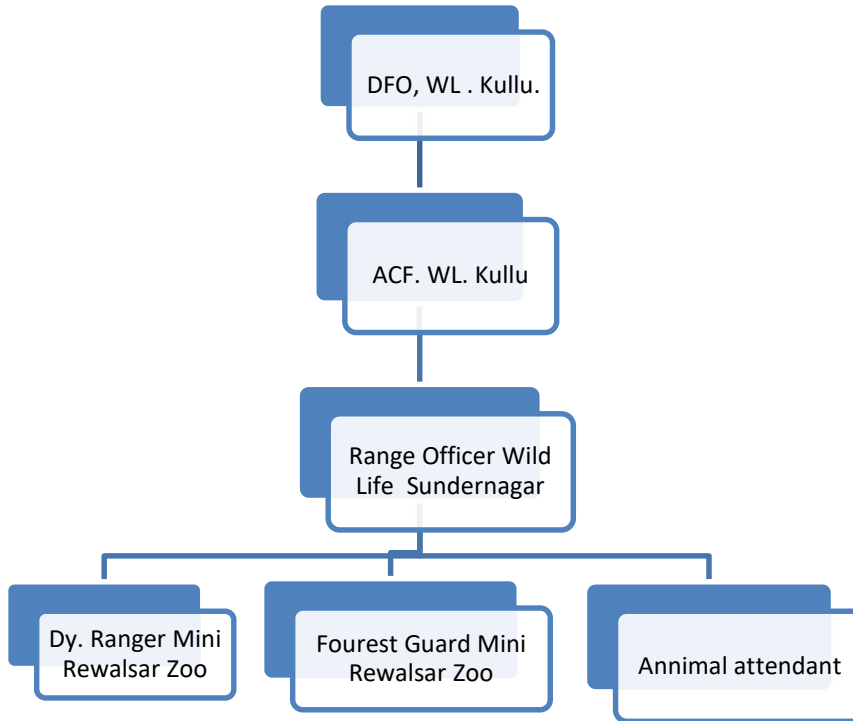 DFO, WL . Kullu.
ACF. WL. Kullu
Range Officer Wild
Life Sundernagar
Dy. Ranger Mini
Rewalsar Zoo
Fourest Guard Mini
Rewalsar Zoo
Annimal attendant